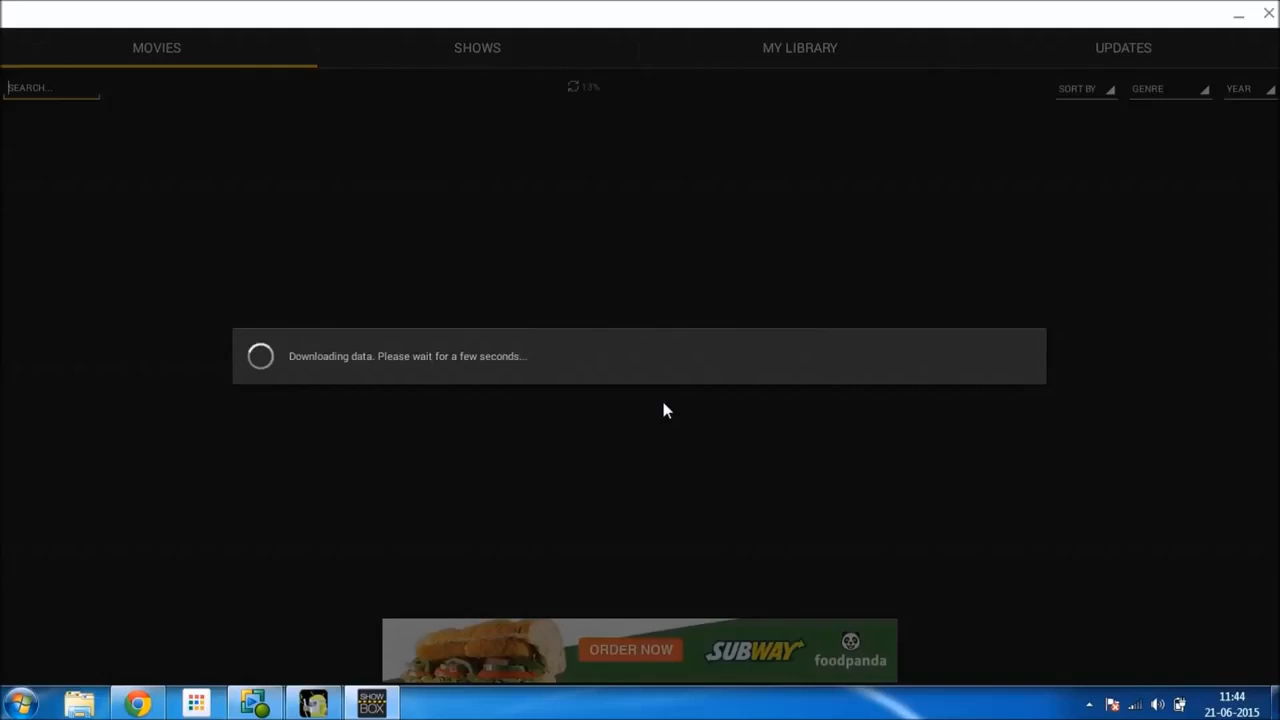 MOVIES
SHOWS
MY LIBRARY
UPDATES
SEARCH...
13%
SORT BY
GENRE
YEAR
Downloading data. Please wait for a few seconds...
ORDER NOW
SUBWAY
foodpanda
SHOW
BOX
11:44
21-06-2015